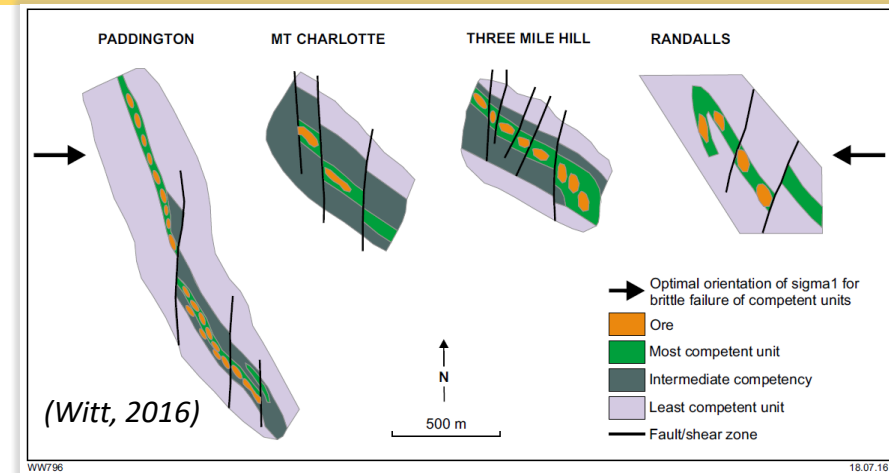 PADDINGTON MT CHARLOTTE THREE MILE HILL RANDALLS
Optimal orientation of sigma1 for
brittle failure of competent units
Ore
Most competent unit
Intermediate competency
Least competent unit
Fault/shear zone
N
500 m
(Witt, 2016)
WW796 18.07.16